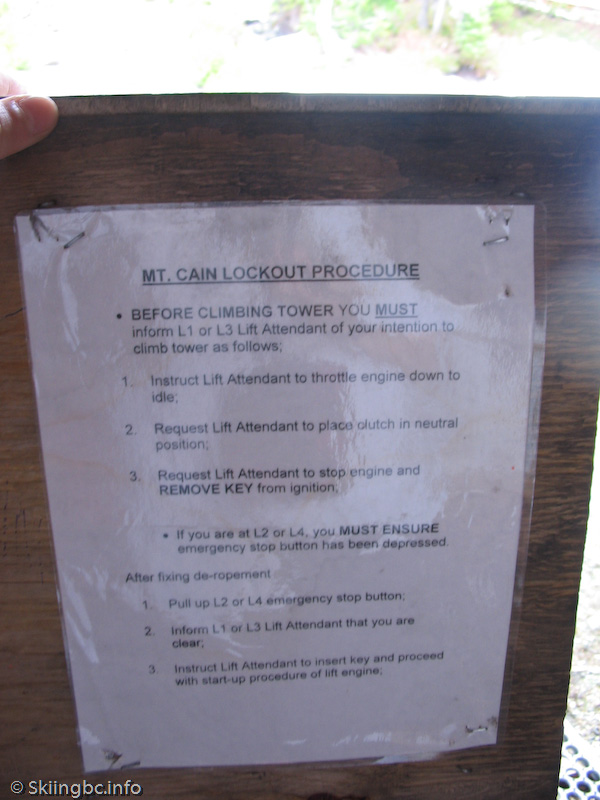 MT. CAIN LOCKOUT PROCEDURE
• BEFORE CLIMBING TOWER YOU MUST
inform L1 or L3 Lift Attendant of your intention to
climb tower as follows;
1. Instruct Lift Attendant to throttle engine down to
idle;
2. Request Lift Attendant to place clutch in neutral
position;
3. Request Lift Attendant to stop engine and
REMOVE KEY from ignition;
• If you are at L2 or L4, you MUST ENSURE
emergency stop button has been depressed.
After fixing de-ropement
1. Pull up L2 or L4 emergency stop button;
2. Inform L1 or L3 Lift Attendant that you are
clear;
3. Instruct Lift Attendant to insert key and proceed
with start-up procedure of lift engine;
© Skiingbc.info